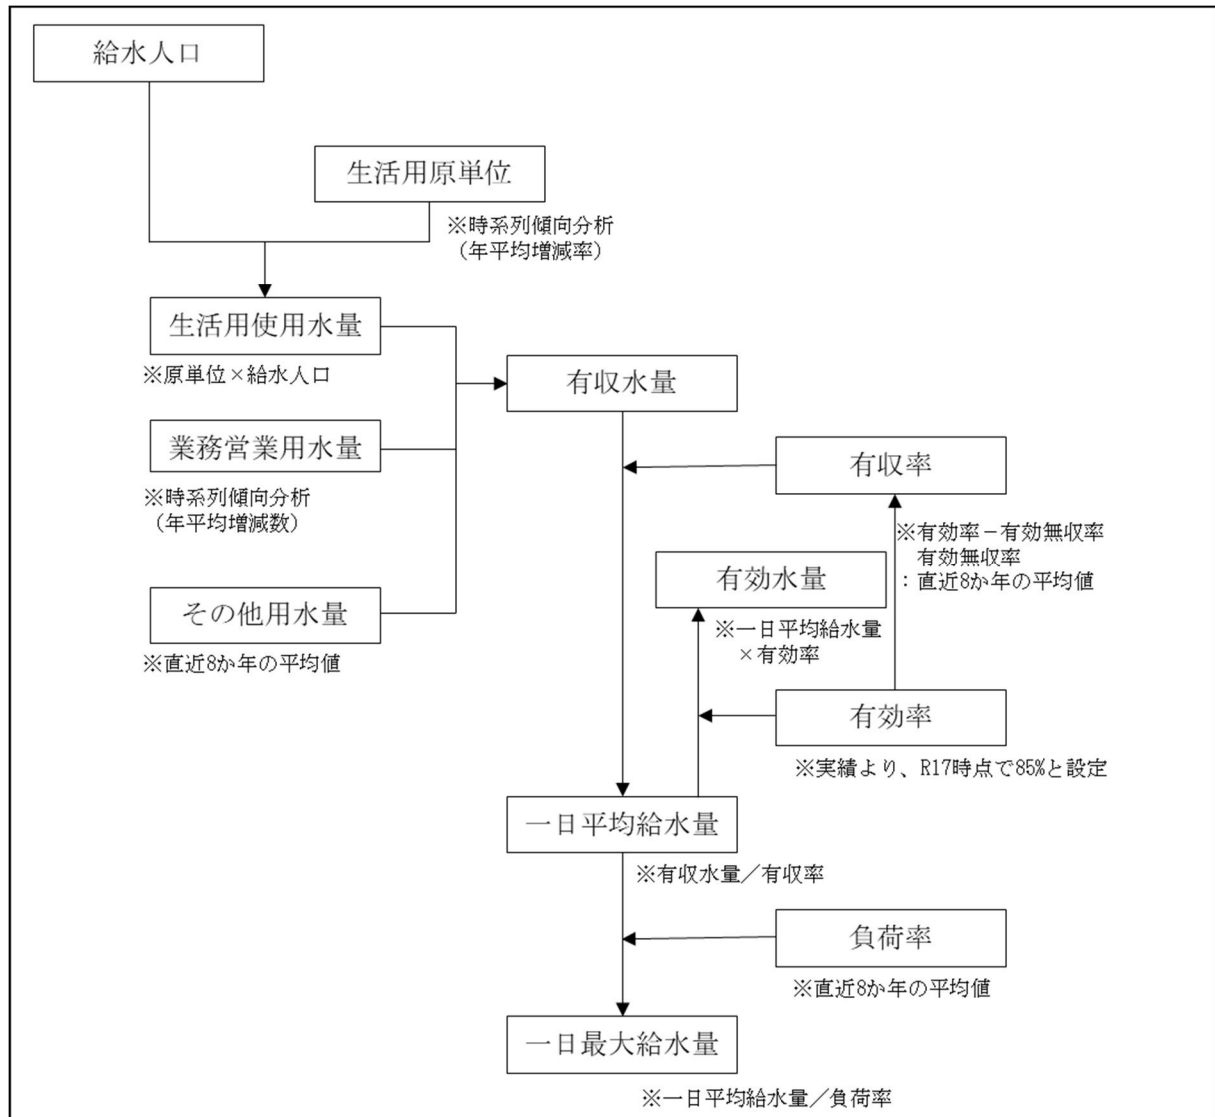 給水人口
生活用原単位
※時系列傾向分析
（年平均増減率）
生活用使用水量
※原単位×給水人口
有収水量
業務営業用水量
※時系列傾向分析
（年平均増減数）
有収率
※有効率－有効無収率
有効無収率
：直近8か年の平均値
有効水量
※一日平均給水量
×有効率
その他用水量
※直近8か年の平均値
有効率
※実績より、R17時点で85%と設定
一日平均給水量
※有収水量／有収率
負荷率
※直近8か年の平均値
一日最大給水量
※一日平均給水量／負荷率